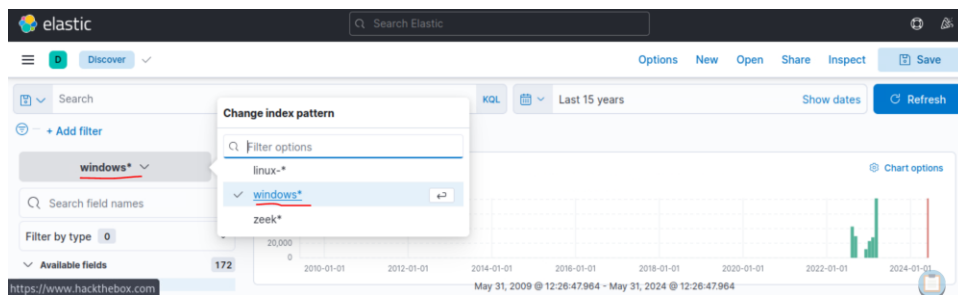 elastic
Search Elastic
D Discover Options New Open Share Inspect Save
Search KQL Last 15 years Show dates Refresh
Change index pattern
+ Add filter
Filter options
windows*
linux-*
Chart options
windows*
Search field names
zeek*
Filter by type 0
20,000
0
Available fields 172
2010-01-01 2012-01-01 2014-01-01 2016-01-01 2018-01-01 2020-01-01 2022-01-01 2024-01-01
https://www.hackthebox.com
May 31, 2009 @ 12:26:47.964 - May 31, 2024 @ 12:26:47.964